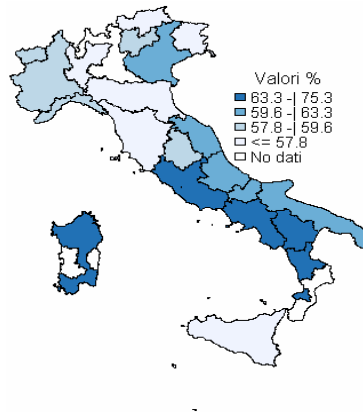 Valori %
63.3 -| 75.3
59.6 -| 63.3
57.8 -| 59.6
<= 57.8
No dati